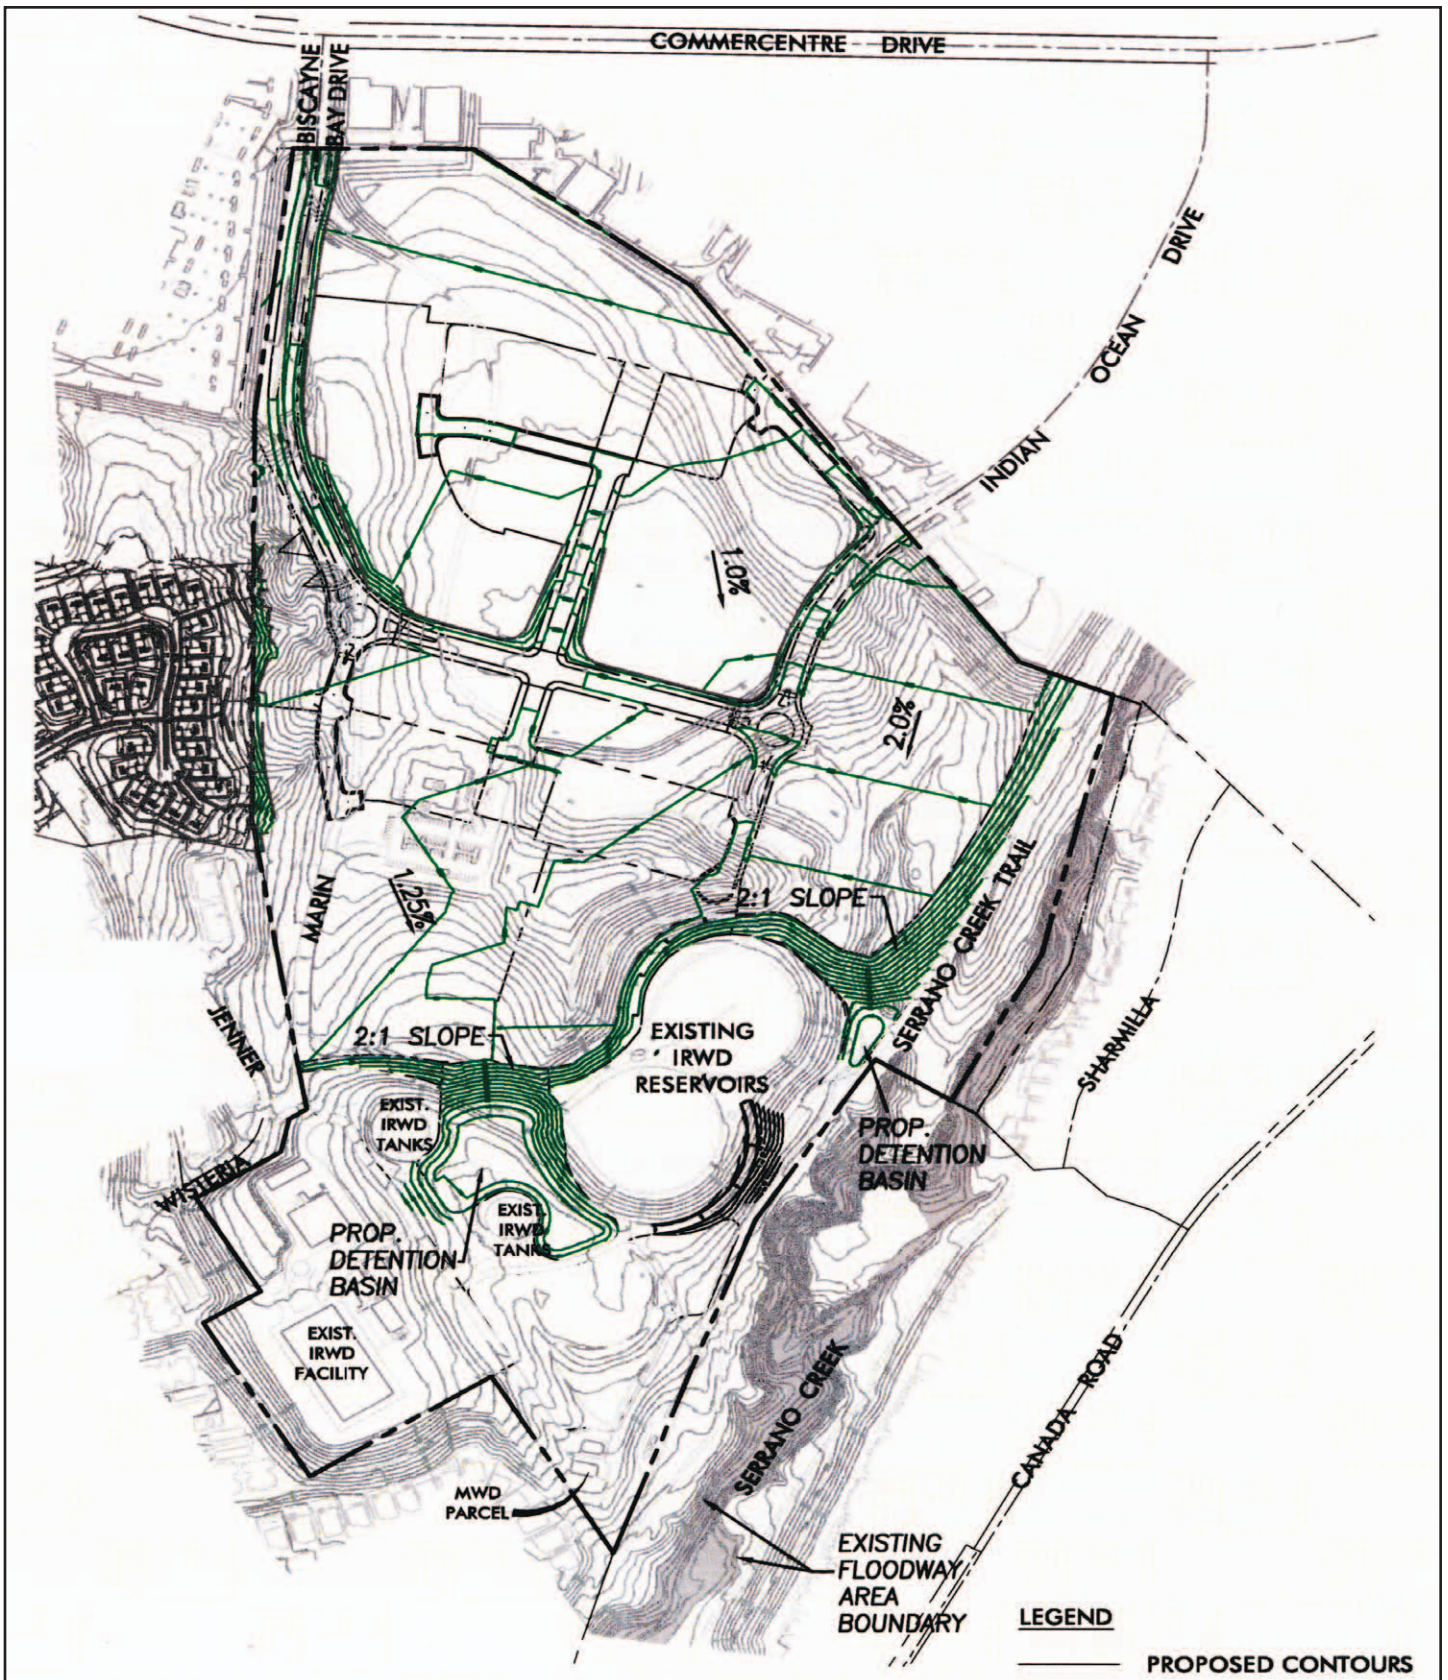 COMMERCENTRE DRIVE
BISCAYNE
BAY DRIVE
INDIAN OCEAN DRIVE
1.0%
2.0%
1.25%
MARIN
2:1 SLOPE
SERRANO CREEK TRAIL
SHARMILLA
JENNER
2:1 SLOPE
EXISTING
IRWD
RESERVOIRS
EXIST.
IRWD
TANKS
PROP.
DETENTION
BASIN
WISTERIA
EXIST.
IRWD
TANKS
PROP.
DETENTION
BASIN
EXIST.
IRWD
FACILITY
SERRANO CREEK
CANADA ROAD
MWD
PARCEL
EXISTING
FLOODWAY
AREA
BOUNDARY
LEGEND
PROPOSED CONTOURS